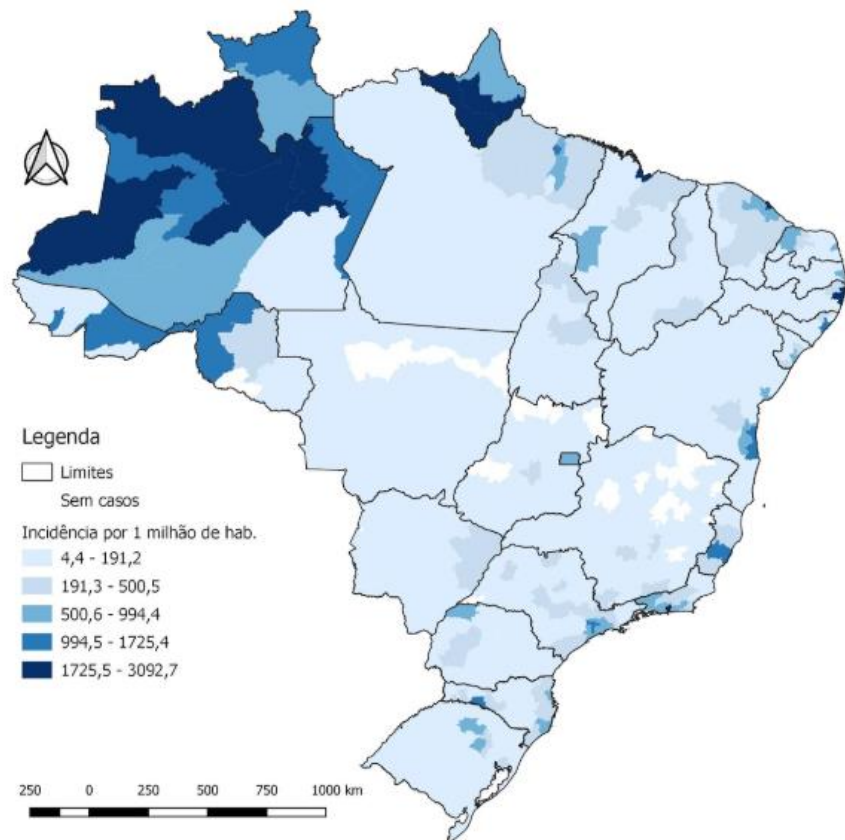 Legenda
Limites
Sem casos
Incidência por 1 milhão de hab.
4,4 - 191,2
191,3 - 500,5
500,6 - 994,4
994,5 - 1725,4
1725,5 - 3092,7
250 0 250 500 750 1000 km